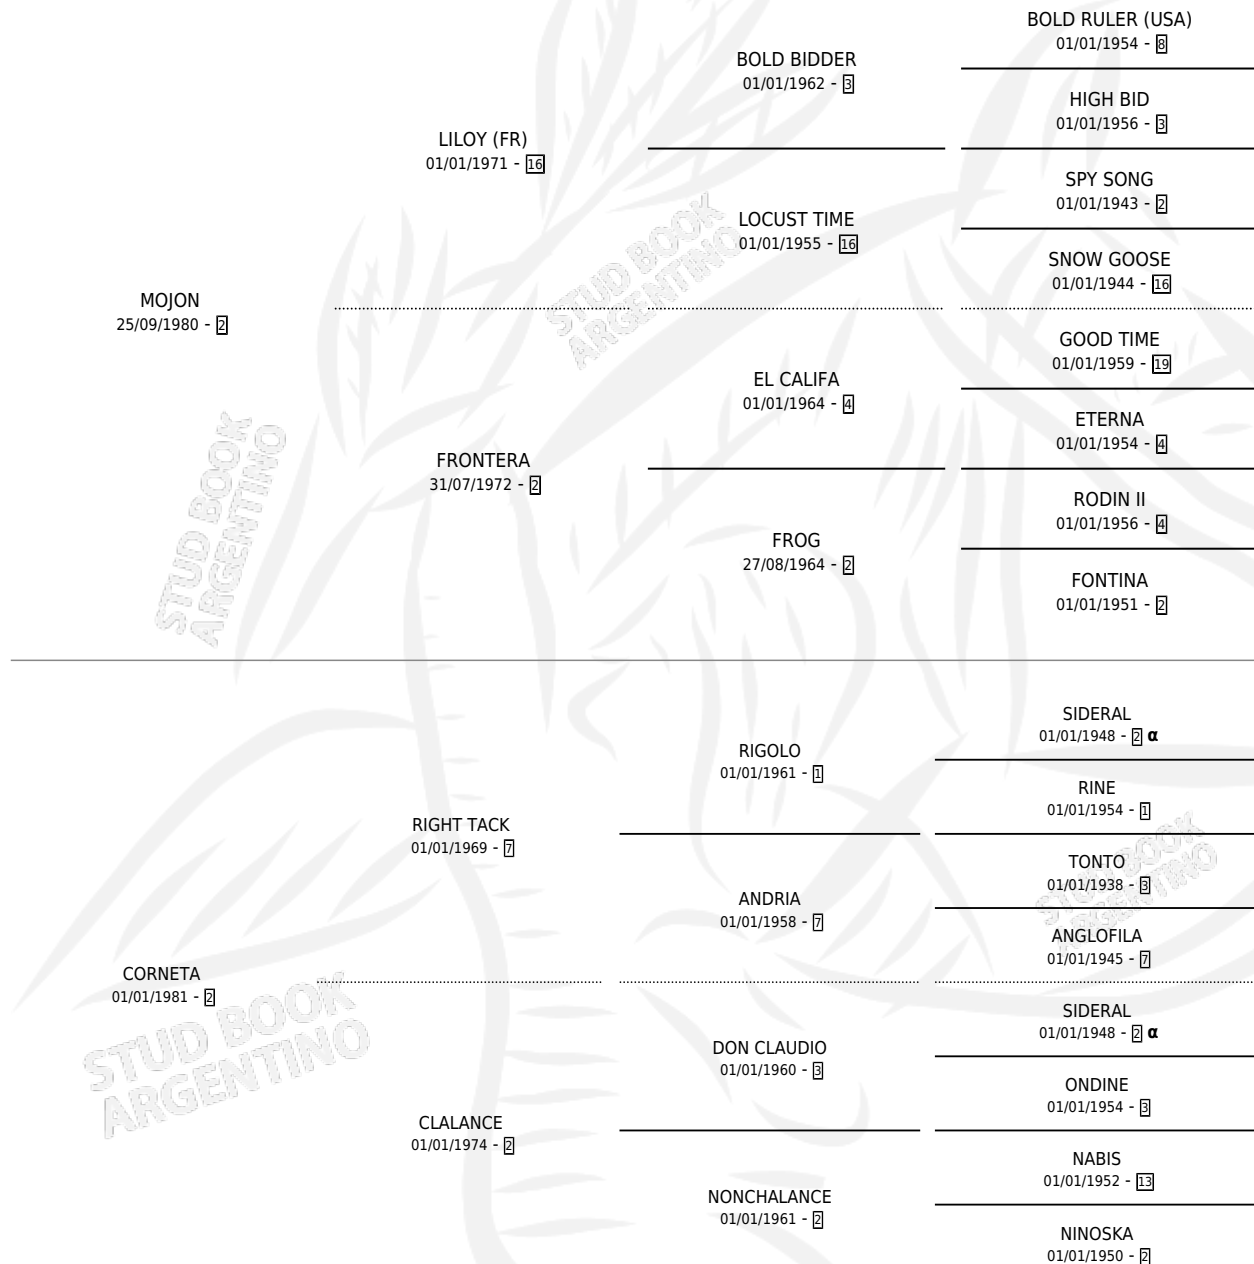 BOLD RULER (USA)
01/01/1954 - 8
BOLD BIDDER
01/01/1962 - 3
HIGH BID
01/01/1956 - 3
LILOY (FR)
01/01/1971 - 16
SPY SONG
01/01/1943 - 2
LOCUST TIME
01/01/1955 - 16
SNOW GOOSE
01/01/1944 - 16
STUD BOOK
ARGENTINO
MOJON
25/09/1980 - 2
GOOD TIME
01/01/1959 - 19
EL CALIFA
01/01/1964 - 4
ETERNA
01/01/1954 - 4
FRONTERA
31/07/1972 - 2
RODIN II
01/01/1956 - 4
FROG
27/08/1964 - 2
FONTINA
01/01/1951 - 2
STUD BOOK
ARGENTINO
SIDERAL
01/01/1948 - 2 α
RIGOLO
01/01/1961 - 1
RINE
01/01/1954 - 1
RIGHT TACK
01/01/1969 - 7
TONTO
01/01/1938 - 3
ANDRIA
01/01/1958 - 7
ANGLOFILA
01/01/1945 - 7
STUD BOOK
ARGENTINO
CORNETA
01/01/1981 - 2
SIDERAL
01/01/1948 - 2 α
DON CLAUDIO
01/01/1960 - 3
ONDINE
01/01/1954 - 3
STUD BOOK
ARGENTINO
CLALANCE
01/01/1974 - 2
NABIS
01/01/1952 - 13
NONCHALANCE
01/01/1961 - 2
NINOSKA
01/01/1950 - 2